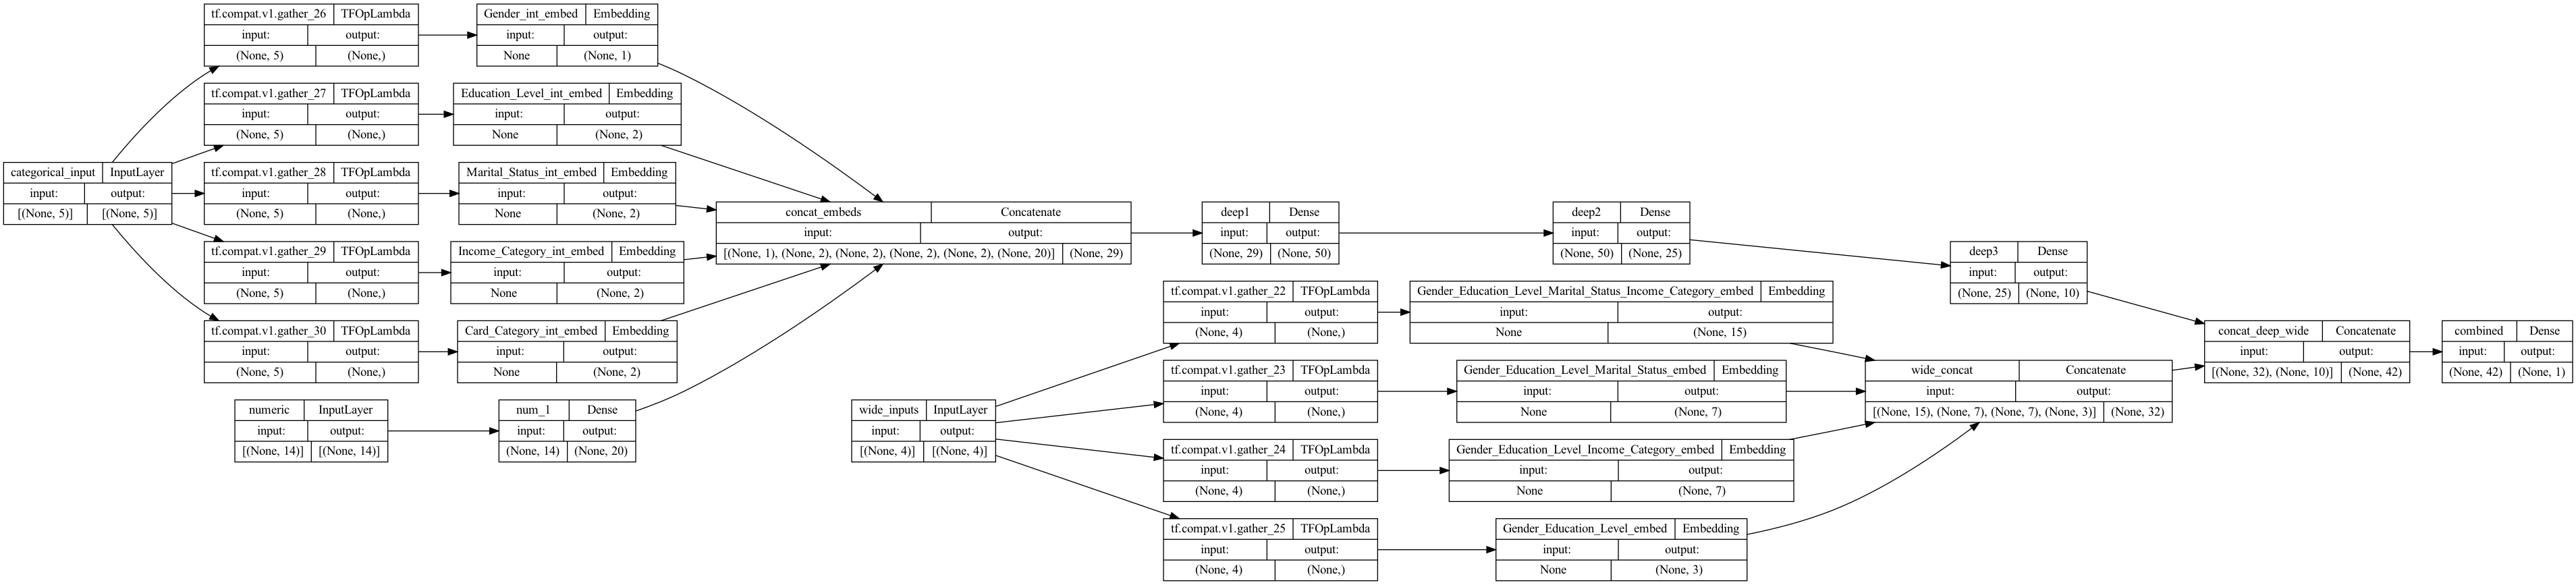 tf.compat.v1.gather_26 TFOpLambda
input: output:
(None, 5) (None,)
Gender_int_embed Embedding
input: output:
None (None, 1)
tf.compat.v1.gather_27 TFOpLambda
input: output:
(None, 5) (None,)
Education_Level_int_embed Embedding
input: output:
None (None, 2)
categorical_input InputLayer
input: output:
[(None, 5)] [(None, 5)]
tf.compat.v1.gather_28 TFOpLambda
input: output:
(None, 5) (None,)
Marital_Status_int_embed Embedding
input: output:
None (None, 2)
tf.compat.v1.gather_29 TFOpLambda
input: output:
(None, 5) (None,)
Income_Category_int_embed Embedding
input: output:
None (None, 2)
tf.compat.v1.gather_30 TFOpLambda
input: output:
(None, 5) (None,)
Card_Category_int_embed Embedding
input: output:
None (None, 2)
numeric InputLayer
input: output:
[(None, 14)] [(None, 14)]
num_1 Dense
input: output:
(None, 14) (None, 20)
concat_embeds Concatenate
input: output:
[(None, 1), (None, 2), (None, 2), (None, 2), (None, 2), (None, 20)] (None, 29)
deep1 Dense
input: output:
(None, 29) (None, 50)
deep2 Dense
input: output:
(None, 50) (None, 25)
deep3 Dense
input: output:
(None, 25) (None, 10)
wide_inputs InputLayer
input: output:
[(None, 4)] [(None, 4)]
tf.compat.v1.gather_22 TFOpLambda
input: output:
(None, 4) (None,)
Gender_Education_Level_Marital_Status_Income_Category_embed Embedding
input: output:
None (None, 15)
tf.compat.v1.gather_23 TFOpLambda
input: output:
(None, 4) (None,)
Gender_Education_Level_Marital_Status_embed Embedding
input: output:
None (None, 7)
tf.compat.v1.gather_24 TFOpLambda
input: output:
(None, 4) (None,)
Gender_Education_Level_Income_Category_embed Embedding
input: output:
None (None, 7)
tf.compat.v1.gather_25 TFOpLambda
input: output:
(None, 4) (None,)
Gender_Education_Level_embed Embedding
input: output:
None (None, 3)
wide_concat Concatenate
input: output:
[(None, 15), (None, 7), (None, 7), (None, 3)] (None, 32)
concat_deep_wide Concatenate
input: output:
[(None, 32), (None, 10)] (None, 42)
combined Dense
input: output:
(None, 42) (None, 1)